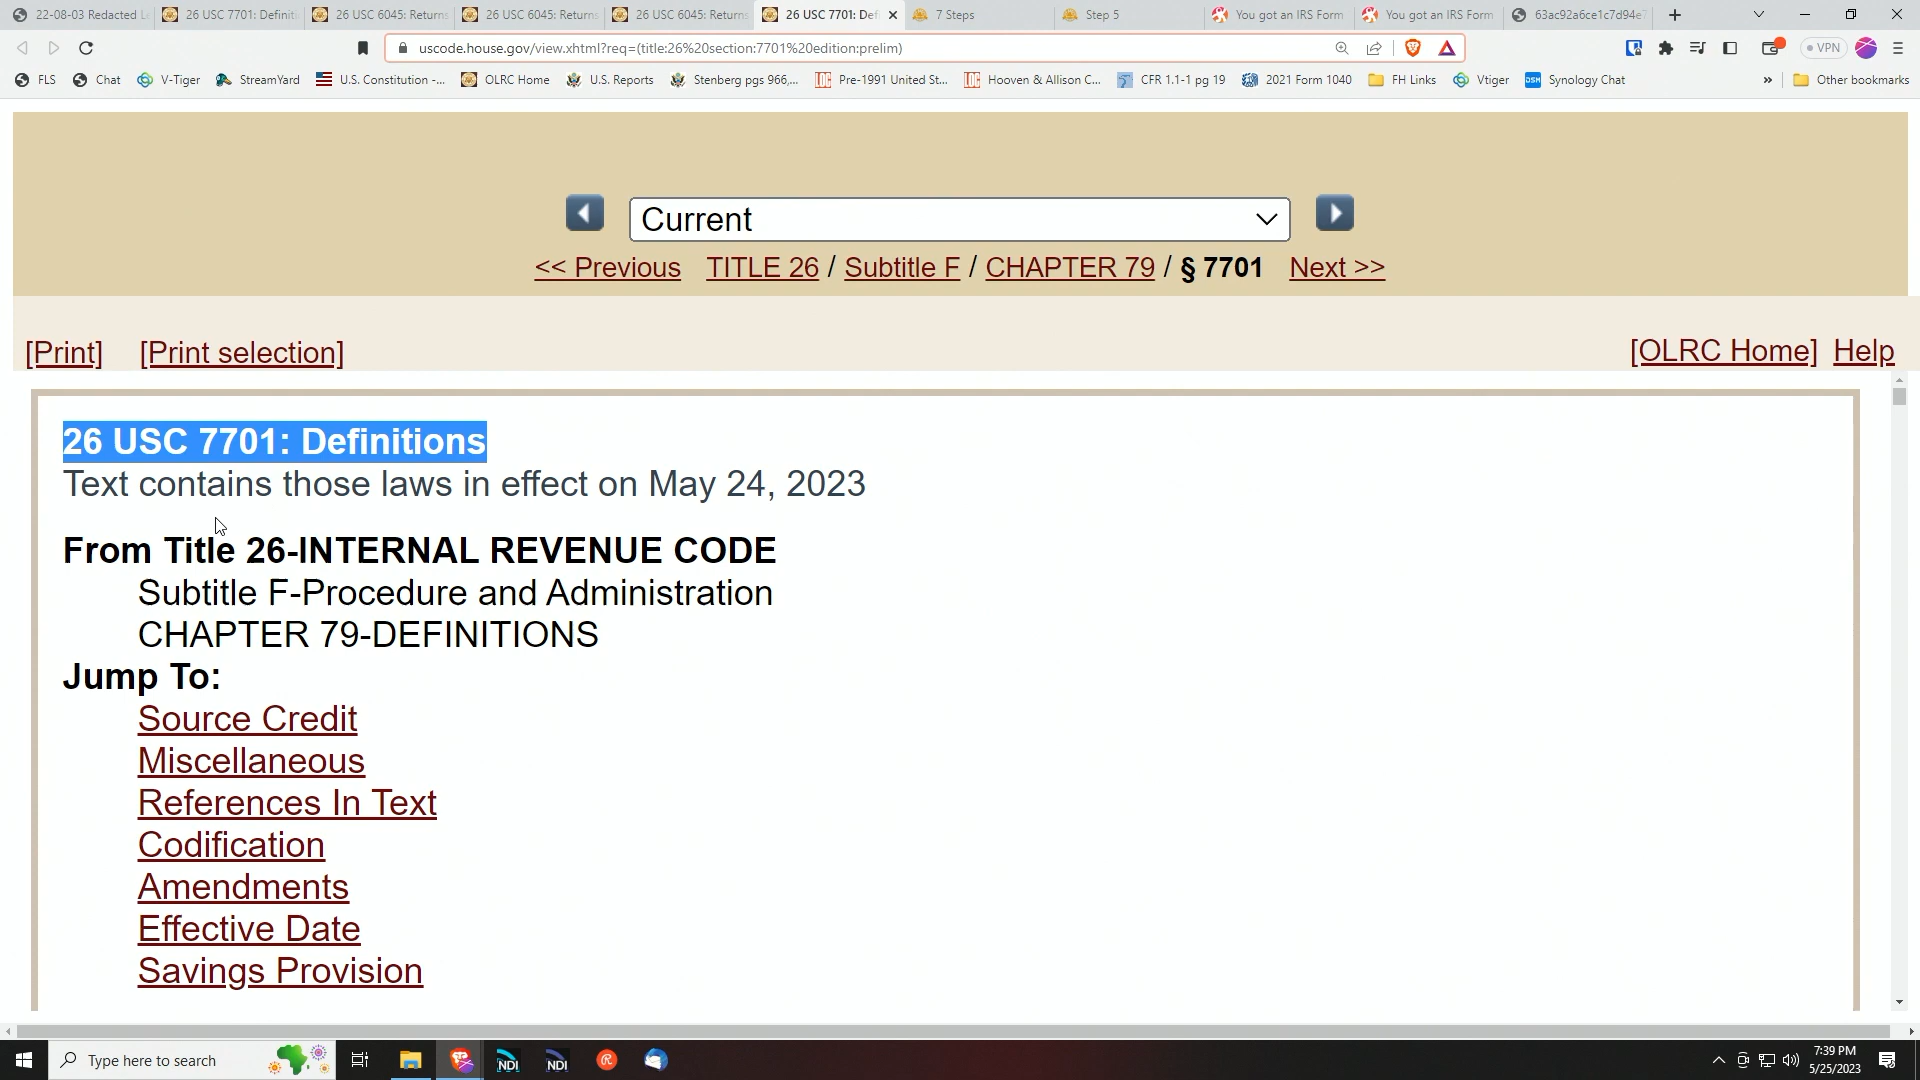 22-08-03 Redacted L
26 USC 7701: Definiti
26 USC 6045: Returns
26 USC 6045: Returns
26 USC 6045: Returns
26 USC 7701: Def
7 Steps
Step 5
You got an IRS Form
You got an IRS Form
63ac92a6ce1c7d94e7
uscode.house.gov/view.xhtml?req=(title:26%20section:7701%20edition:prelim)
VPN
FLS
Chat
V-Tiger
StreamYard
U.S. Constitution -...
OLRC Home
U.S. Reports
Stenberg pgs 966,...
Pre-1991 United St...
Hooven & Allison C...
CFR 1.1-1 pg 19
2021 Form 1040
FH Links
Vtiger
Synology Chat
»
Other bookmarks
Current
<< Previous TITLE 26 / Subtitle F / CHAPTER 79 / § 7701 Next >>
[Print] [Print selection]
[OLRC Home] Help
26 USC 7701: Definitions
Text contains those laws in effect on May 24, 2023
From Title 26-INTERNAL REVENUE CODE
Subtitle F-Procedure and Administration
CHAPTER 79-DEFINITIONS
Jump To:
Source Credit
Miscellaneous
References In Text
Codification
Amendments
Effective Date
Savings Provision
Type here to search
NDI
NDI
7:39 PM
5/25/2023